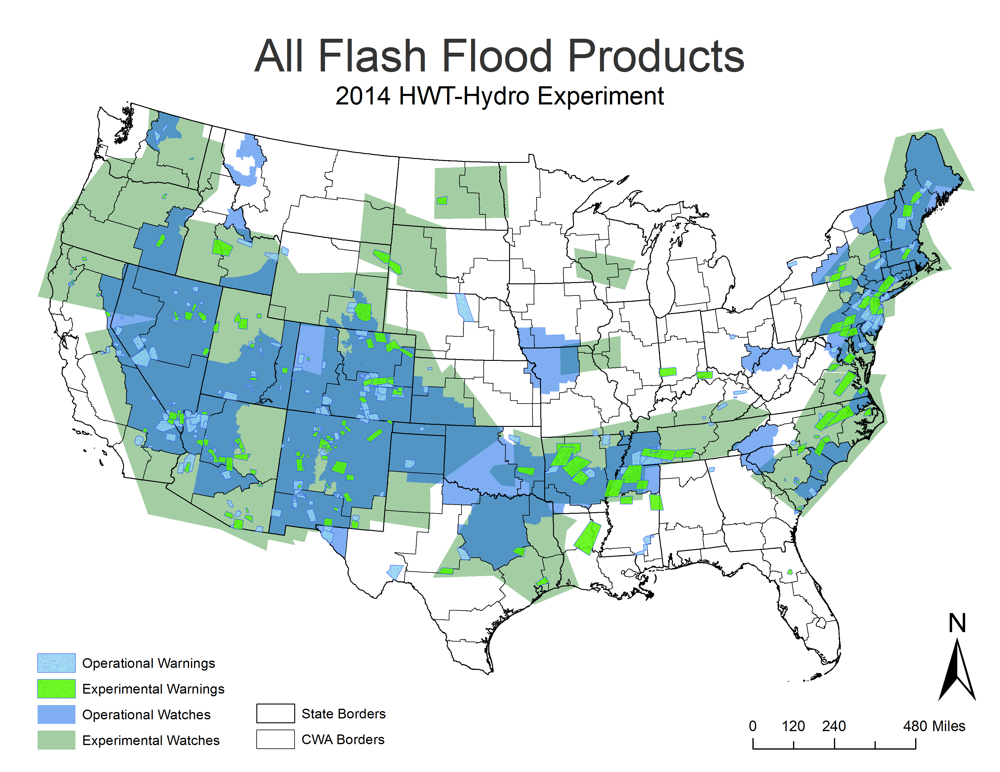 All Flash Flood Products
2014 HWT-Hydro Experiment
N
Operational Warnings
Experimental Warnings
Operational Watches
Experimental Watches
State Borders
CWA Borders
0 120 240 480 Miles